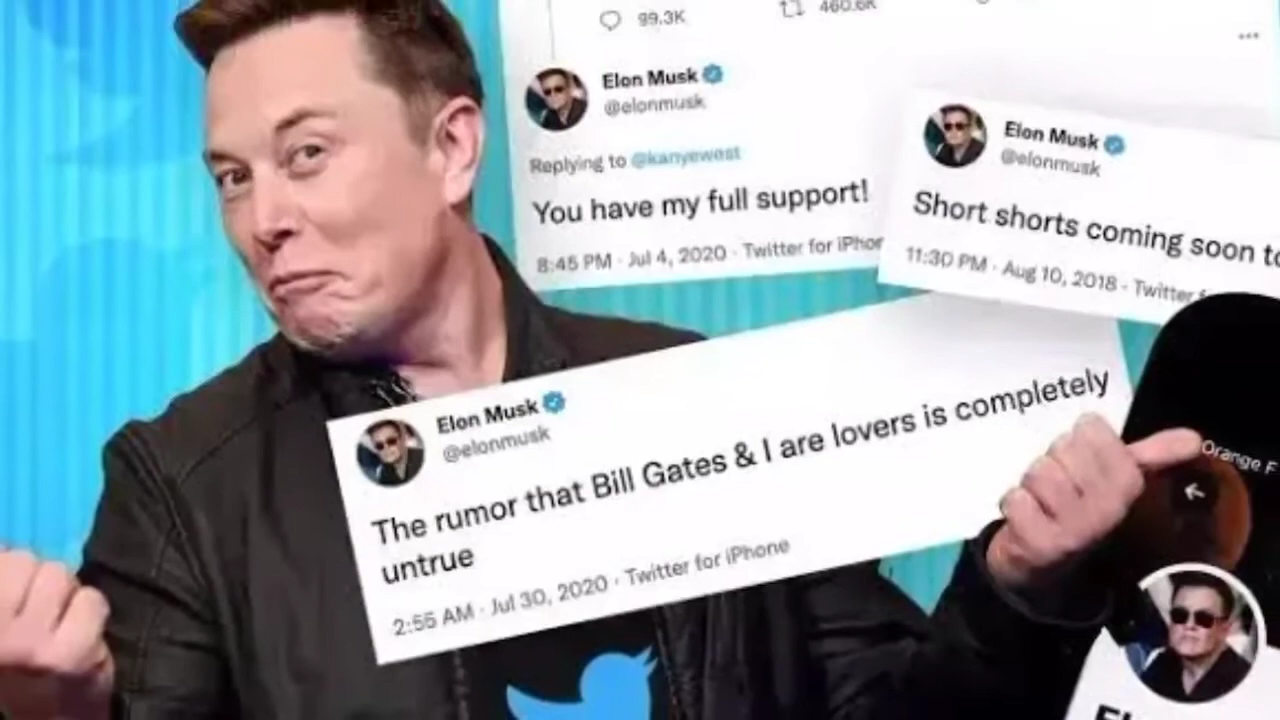 99.3K
460.6K
Elon Musk
@elonmusk
Replying to @kanyewest
You have my full support!
8:45 PM · Jul 4, 2020 · Twitter for iPhor
Elon Musk
@elonmusk
Short shorts coming soon to
11:30 PM · Aug 10, 2018 · Twitter
Elon Musk
@elonmusk
The rumor that Bill Gates & I are lovers is completely
untrue
2:55 AM · Jul 30, 2020 · Twitter for iPhone
Orange F